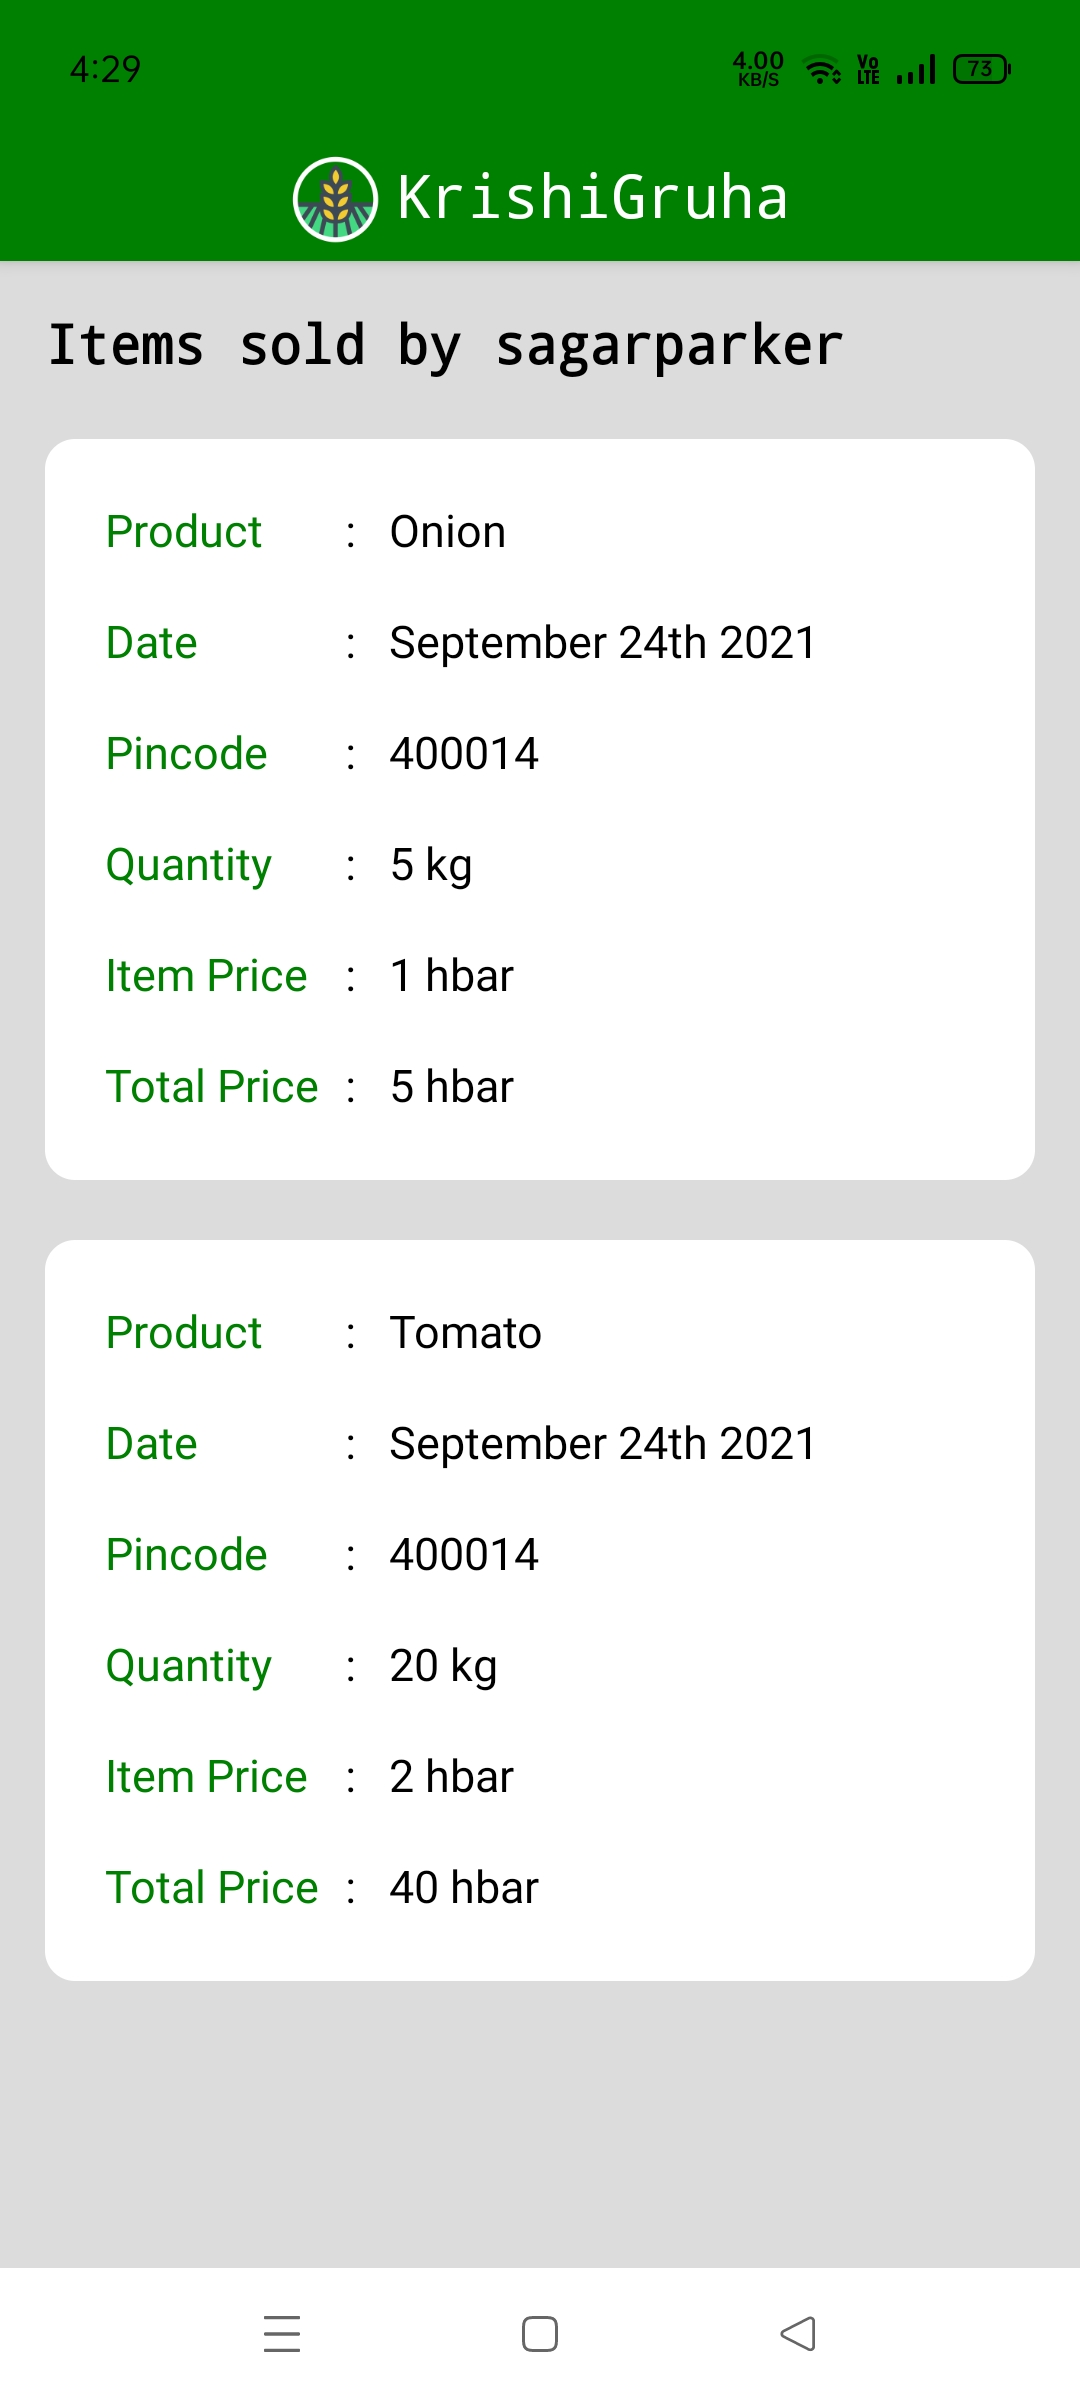 4:29 4.00 KB/S Vo LTE 73
KrishiGruha
Items sold by sagarparker
Product : Onion
Date : September 24th 2021
Pincode : 400014
Quantity : 5 kg
Item Price : 1 hbar
Total Price : 5 hbar
Product : Tomato
Date : September 24th 2021
Pincode : 400014
Quantity : 20 kg
Item Price : 2 hbar
Total Price : 40 hbar